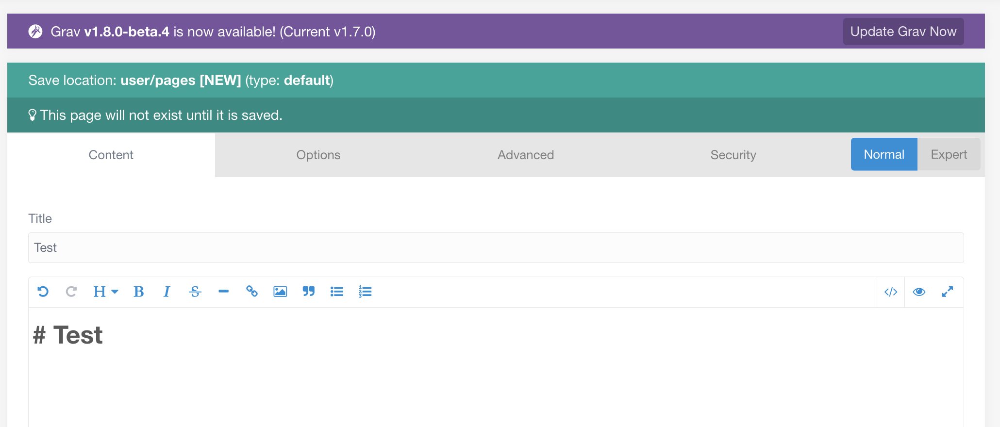 Grav v1.8.0-beta.4 is now available! (Current v1.7.0)
Update Grav Now
Save location: user/pages [NEW] (type: default)
This page will not exist until it is saved.
Content
Options
Advanced
Security
Normal
Expert
Title
Test
H B I S
# Test